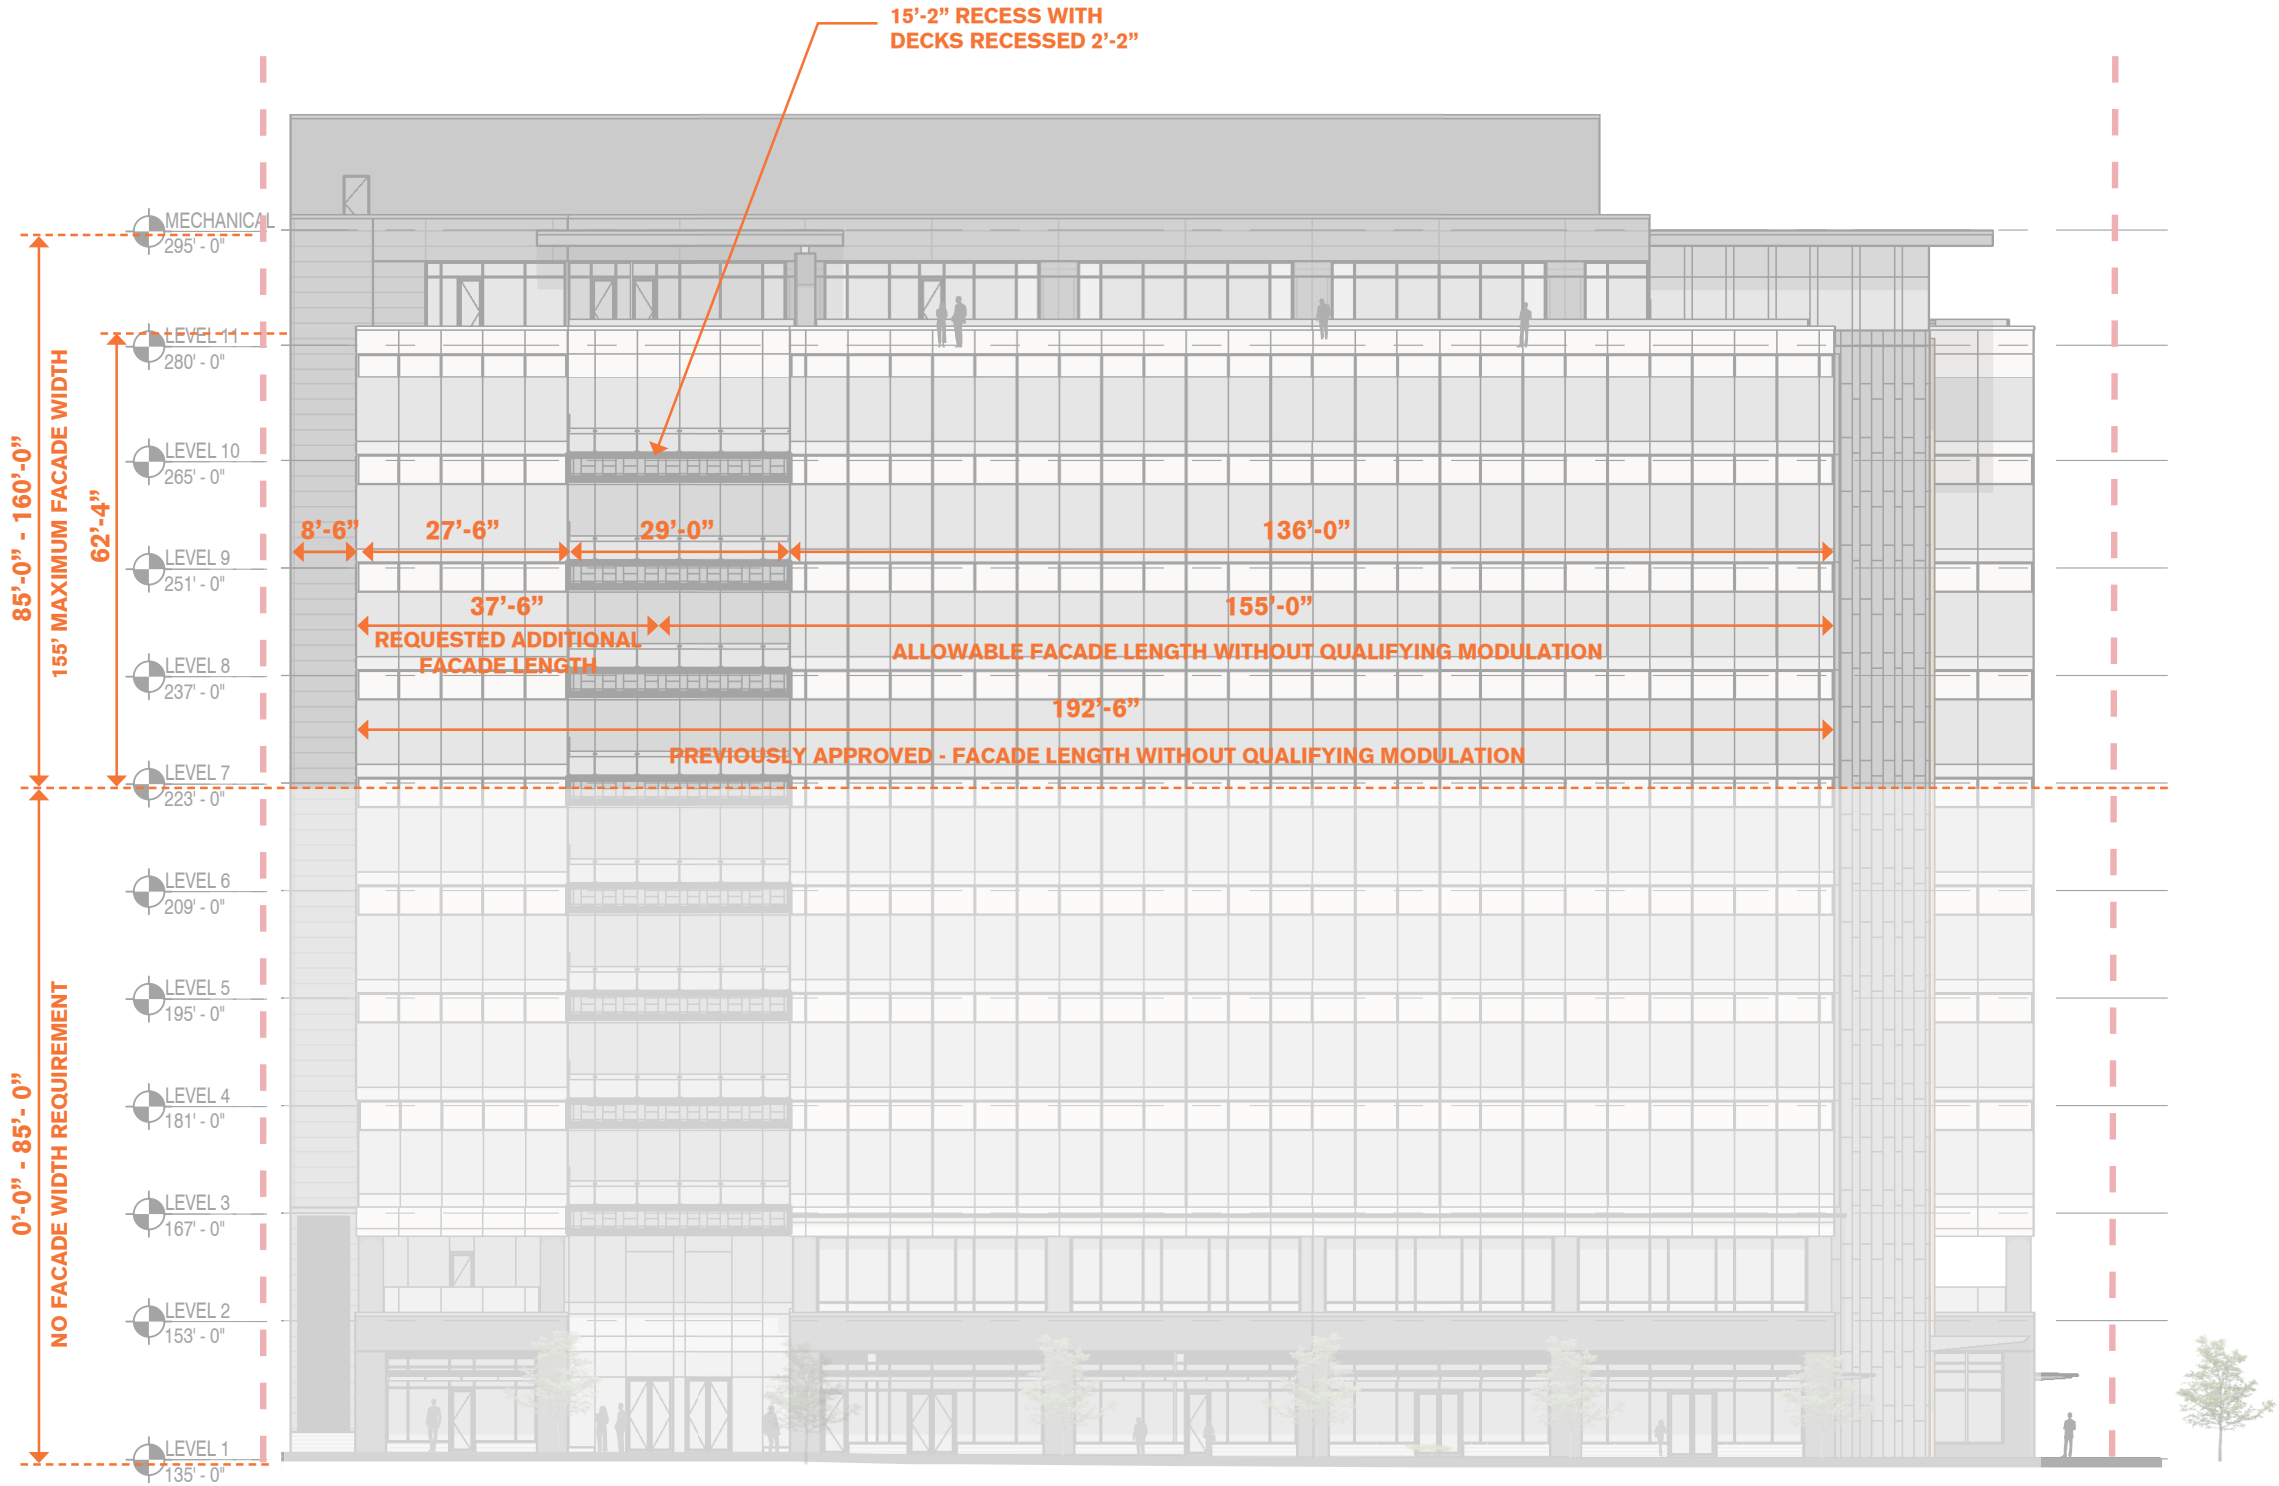 15’-2” RECESS WITH
DECKS RECESSED 2’-2”
MECHANICAL
295' - 0"
LEVEL 11
280' - 0"
LEVEL 10
265' - 0"
LEVEL 9
251' - 0"
LEVEL 8
237' - 0"
LEVEL 7
223' - 0"
LEVEL 6
209' - 0"
LEVEL 5
195' - 0"
LEVEL 4
181' - 0"
LEVEL 3
167' - 0"
LEVEL 2
153' - 0"
LEVEL 1
135' - 0"
85’-0” - 160’-0”
155’ MAXIMUM FACADE WIDTH
62’-4”
0’-0” - 85’- 0”
NO FACADE WIDTH REQUIREMENT
8’-6”
27’-6”
29’-0”
136’-0”
37’-6”
REQUESTED ADDITIONAL
FACADE LENGTH
155’-0”
ALLOWABLE FACADE LENGTH WITHOUT QUALIFYING MODULATION
192’-6”
PREVIOUSLY APPROVED - FACADE LENGTH WITHOUT QUALIFYING MODULATION